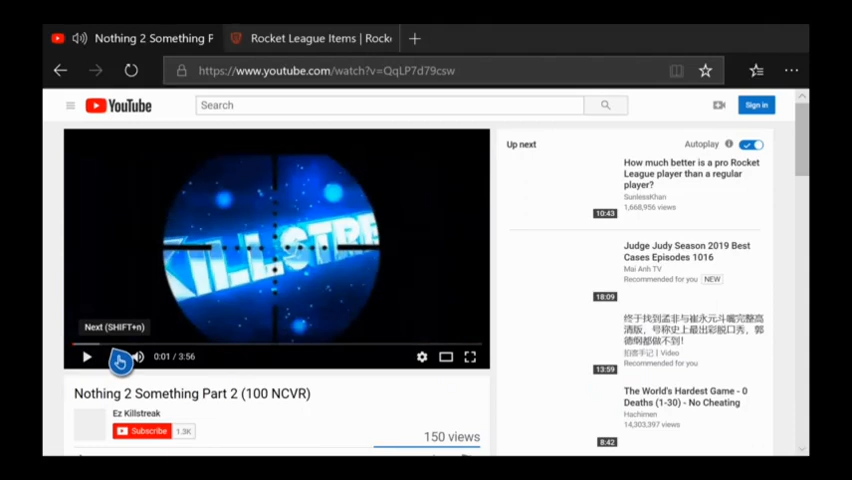 Nothing 2 Something P
Rocket League Items | Rock
https://www.youtube.com/watch?v=QqLP7d79csw
YouTube
Search
Sign in
KILLSTRE
Next (SHIFT+n)
0:01 / 3:56
Nothing 2 Something Part 2 (100 NCVR)
Ez Killstreak
Subscribe 1.3K
150 views
Up next
Autoplay
How much better is a pro Rocket
League player than a regular
player?
SunlessKhan
1,668,956 views
10:43
Judge Judy Season 2019 Best
Cases Episodes 1016
Mai Anh TV
Recommended for you NEW
18:09
终于找到孟非与崔永元斗嘴完整高
清版，号称史上最出彩脱口秀，郭
德纲都做不到！
拍客手记 | Video
Recommended for you
13:59
The World's Hardest Game - 0
Deaths (1-30) - No Cheating
Hachimen
14,303,397 views
8:42